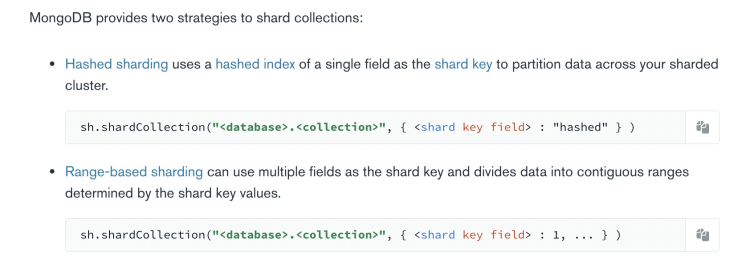 MongoDB provides two strategies to shard collections:
• Hashed sharding uses a hashed index of a single field as the shard key to partition data across your sharded
cluster.
sh.shardCollection("<database>.<collection>", { <shard key field> : "hashed" } )
• Range-based sharding can use multiple fields as the shard key and divides data into contiguous ranges
determined by the shard key values.
sh.shardCollection("<database>.<collection>", { <shard key field> : 1, ... } )